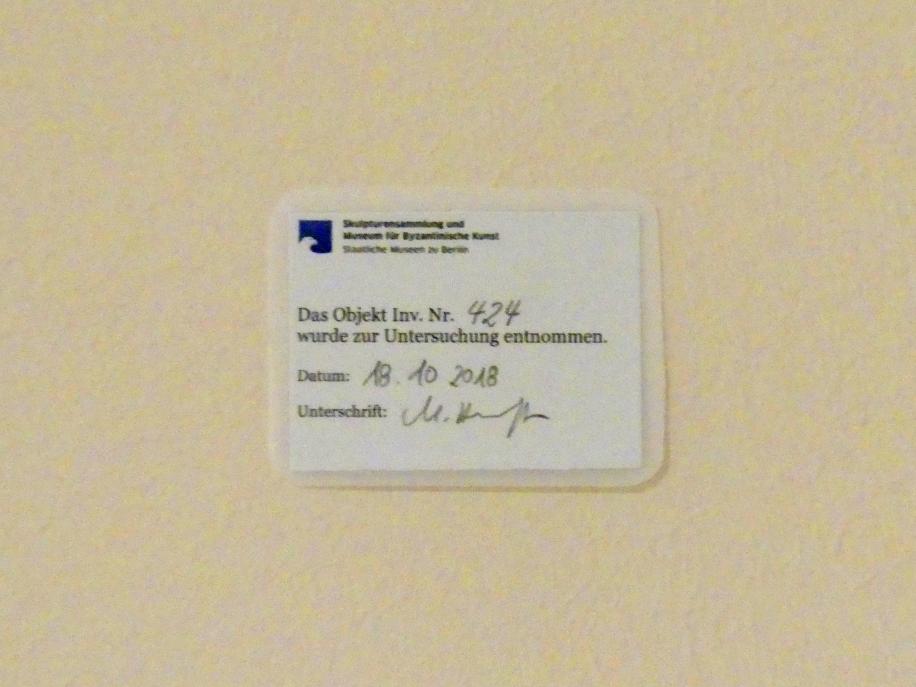 Skulpturensammlung und
Museum für Byzantinische Kunst
Staatliche Museen zu Berlin
Das Objekt Inv. Nr. 424
wurde zur Untersuchung entnommen.
Datum: 18.10 2018
Unterschrift: M.